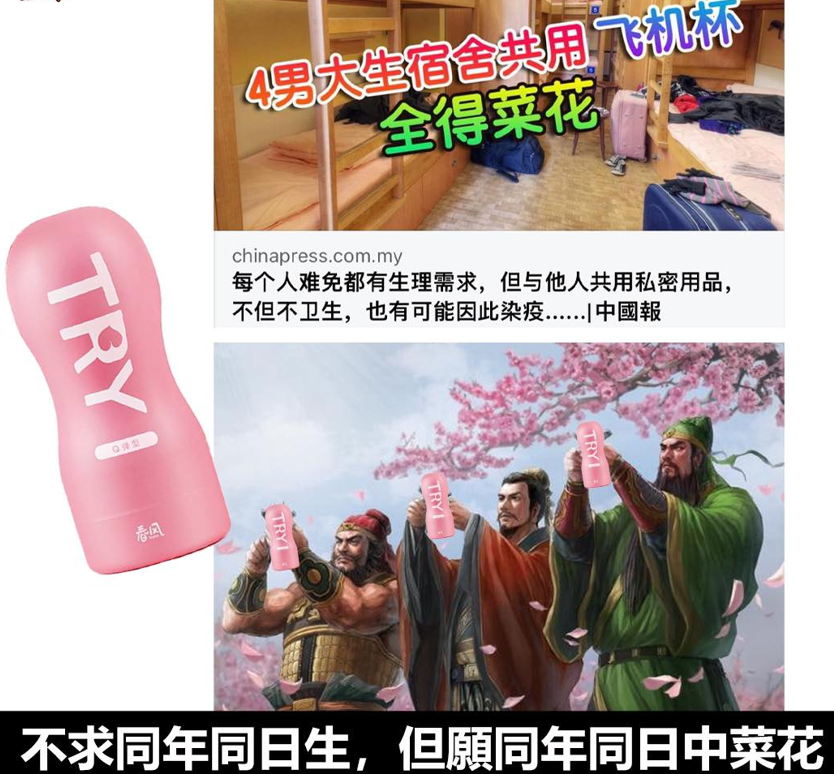 4男大生宿舍共用飞机杯
全得菜花
chinapress.com.my
每个人难免都有生理需求，但与他人共用私密用品，
不但不卫生，也有可能因此染疫......|中國報
TRY
Q弹型
春风
TRY
TRY
TRY
不求同年同日生，但願同年同日中菜花